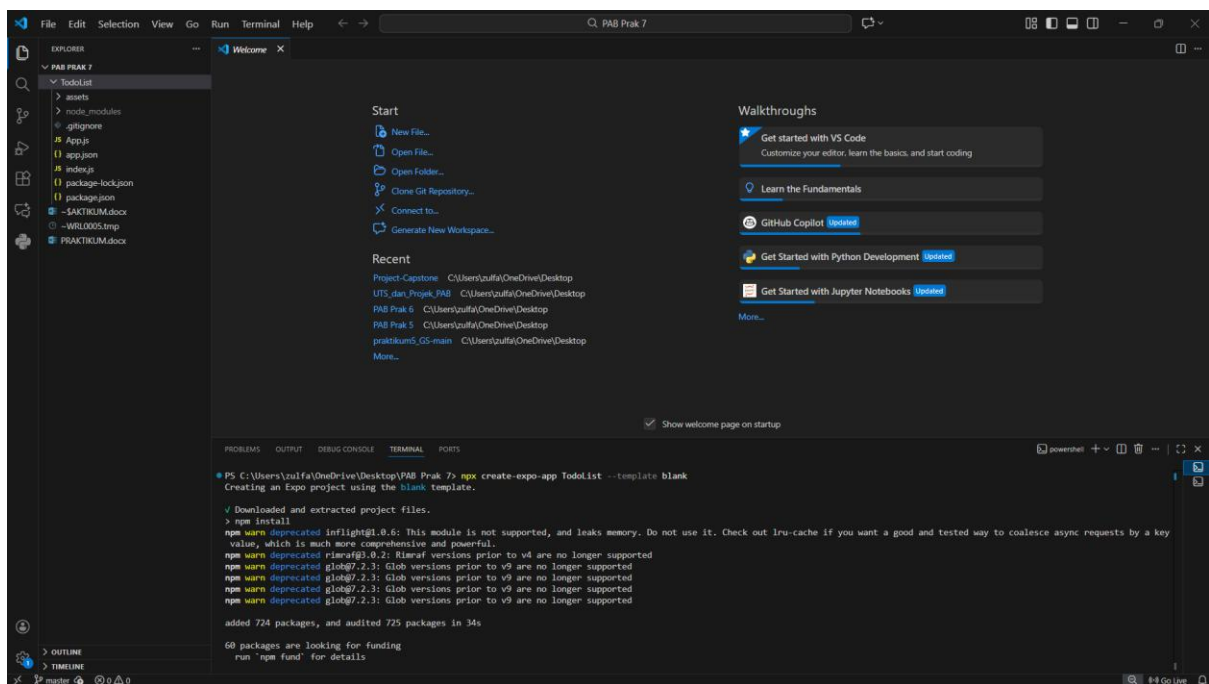 File Edit Selection View Go Run Terminal Help
PAB Prak 7
EXPLORER
PAB PRAK 7
TodoList
assets
node_modules
.gitignore
JS App.js
{} app.json
JS index.js
{} package-lock.json
{} package.json
~$AKTIKUM.docx
~WRL0005.tmp
PRAKTIKUM.docx
OUTLINE
TIMELINE
Welcome
Start
New File...
Open File...
Open Folder...
Clone Git Repository...
Connect to...
Generate New Workspace...
Recent
Project-Capstone C:\Users\zulfa\OneDrive\Desktop
UTS_dan_Projek_PAB C:\Users\zulfa\OneDrive\Desktop
PAB Prak 6 C:\Users\zulfa\OneDrive\Desktop
PAB Prak 5 C:\Users\zulfa\OneDrive\Desktop
praktikum5_GS-main C:\Users\zulfa\OneDrive\Desktop
More...
Walkthroughs
Get started with VS Code
Customize your editor, learn the basics, and start coding
Learn the Fundamentals
GitHub Copilot Updated
Get Started with Python Development Updated
Get Started with Jupyter Notebooks Updated
More...
Show welcome page on startup
PROBLEMS OUTPUT DEBUG CONSOLE TERMINAL PORTS
powershell
PS C:\Users\zulfa\OneDrive\Desktop\PAB Prak 7> npx create-expo-app TodoList --template blank
Creating an Expo project using the blank template.
√ Downloaded and extracted project files.
> npm install
npm warn deprecated inflight@1.0.6: This module is not supported, and leaks memory. Do not use it. Check out lru-cache if you want a good and tested way to coalesce async requests by a key
value, which is much more comprehensive and powerful.
npm warn deprecated rimraf@3.0.2: Rimraf versions prior to v4 are no longer supported
npm warn deprecated glob@7.2.3: Glob versions prior to v9 are no longer supported
npm warn deprecated glob@7.2.3: Glob versions prior to v9 are no longer supported
npm warn deprecated glob@7.2.3: Glob versions prior to v9 are no longer supported
npm warn deprecated glob@7.2.3: Glob versions prior to v9 are no longer supported
added 724 packages, and audited 725 packages in 34s
60 packages are looking for funding
run `npm fund` for details
master 0 0 Go Live